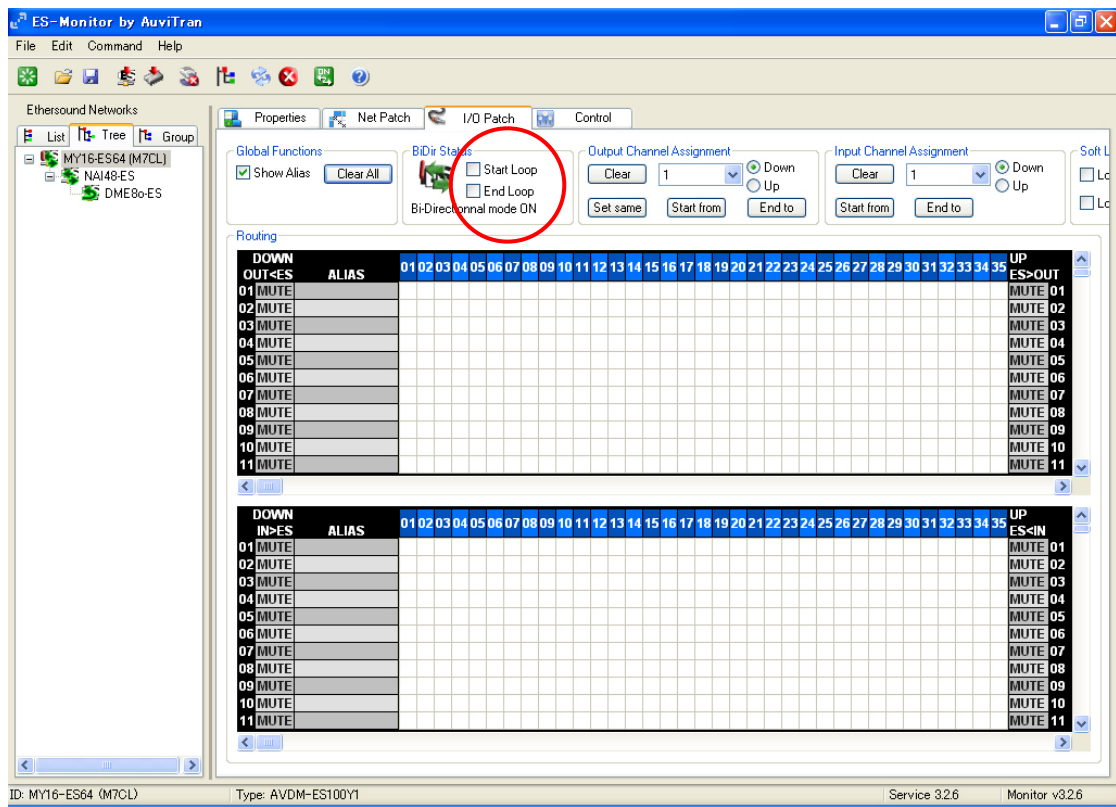 ES-Monitor by AuviTran
File Edit Command Help
Ethersound Networks
List Tree Group
MY16-ES64 (M7CL)
NAI48-ES
DME8o-ES
Properties Net Patch I/O Patch Control
Global Functions
Show Alias Clear All
BiDir Status
Start Loop
End Loop
Bi-Directionnal mode ON
Output Channel Assignment
Clear 1 Down
Up
Set same Start from End to
Input Channel Assignment
Clear 1 Down
Up
Start from End to
Soft L
Lo
Lo
Routing
DOWN UP
OUT<ES ALIAS 01 02 03 04 05 06 07 08 09 10 11 12 13 14 15 16 17 18 19 20 21 22 23 24 25 26 27 28 29 30 31 32 33 34 35 ES>OUT
01 MUTE MUTE 01
02 MUTE MUTE 02
03 MUTE MUTE 03
04 MUTE MUTE 04
05 MUTE MUTE 05
06 MUTE MUTE 06
07 MUTE MUTE 07
08 MUTE MUTE 08
09 MUTE MUTE 09
10 MUTE MUTE 10
11 MUTE MUTE 11
DOWN UP
IN>ES ALIAS 01 02 03 04 05 06 07 08 09 10 11 12 13 14 15 16 17 18 19 20 21 22 23 24 25 26 27 28 29 30 31 32 33 34 35 ES<IN
01 MUTE MUTE 01
02 MUTE MUTE 02
03 MUTE MUTE 03
04 MUTE MUTE 04
05 MUTE MUTE 05
06 MUTE MUTE 06
07 MUTE MUTE 07
08 MUTE MUTE 08
09 MUTE MUTE 09
10 MUTE MUTE 10
11 MUTE MUTE 11
ID: MY16-ES64 (M7CL) Type: AVDM-ES100Y1 Service 3.2.6 Monitor v3.2.6